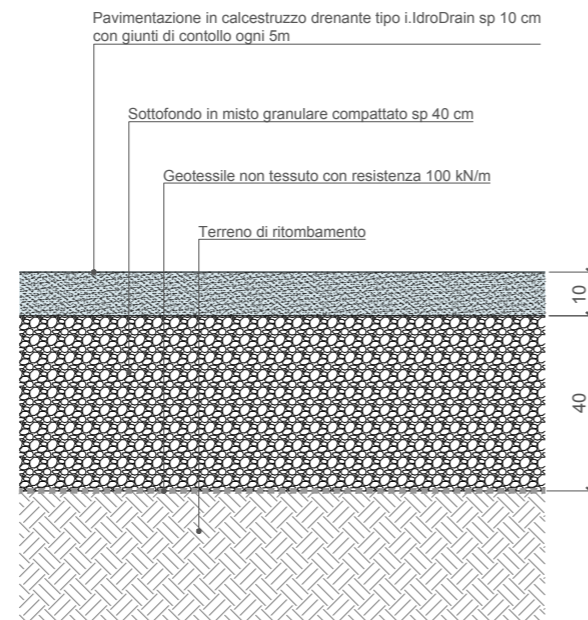 Pavimentazione in calcestruzzo drenante tipo i.IdroDrain sp 10 cm
con giunti di contollo ogni 5m
Sottofondo in misto granulare compattato sp 40 cm
Geotessile non tessuto con resistenza 100 kN/m
Terreno di ritombamento
10
40